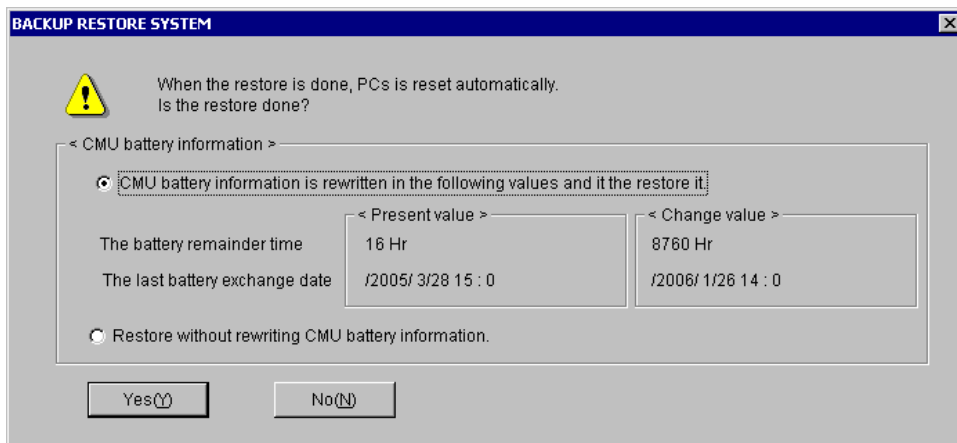 BACKUP RESTORE SYSTEM
When the restore is done, PCs is reset automatically.
Is the restore done?
< CMU battery information >
CMU battery information is rewritten in the following values and it the restore it.
< Present value > < Change value >
The battery remainder time 16 Hr 8760 Hr
The last battery exchange date /2005/ 3/28 15 : 0 /2006/ 1/26 14 : 0
Restore without rewriting CMU battery information.
Yes(Y) No(N)